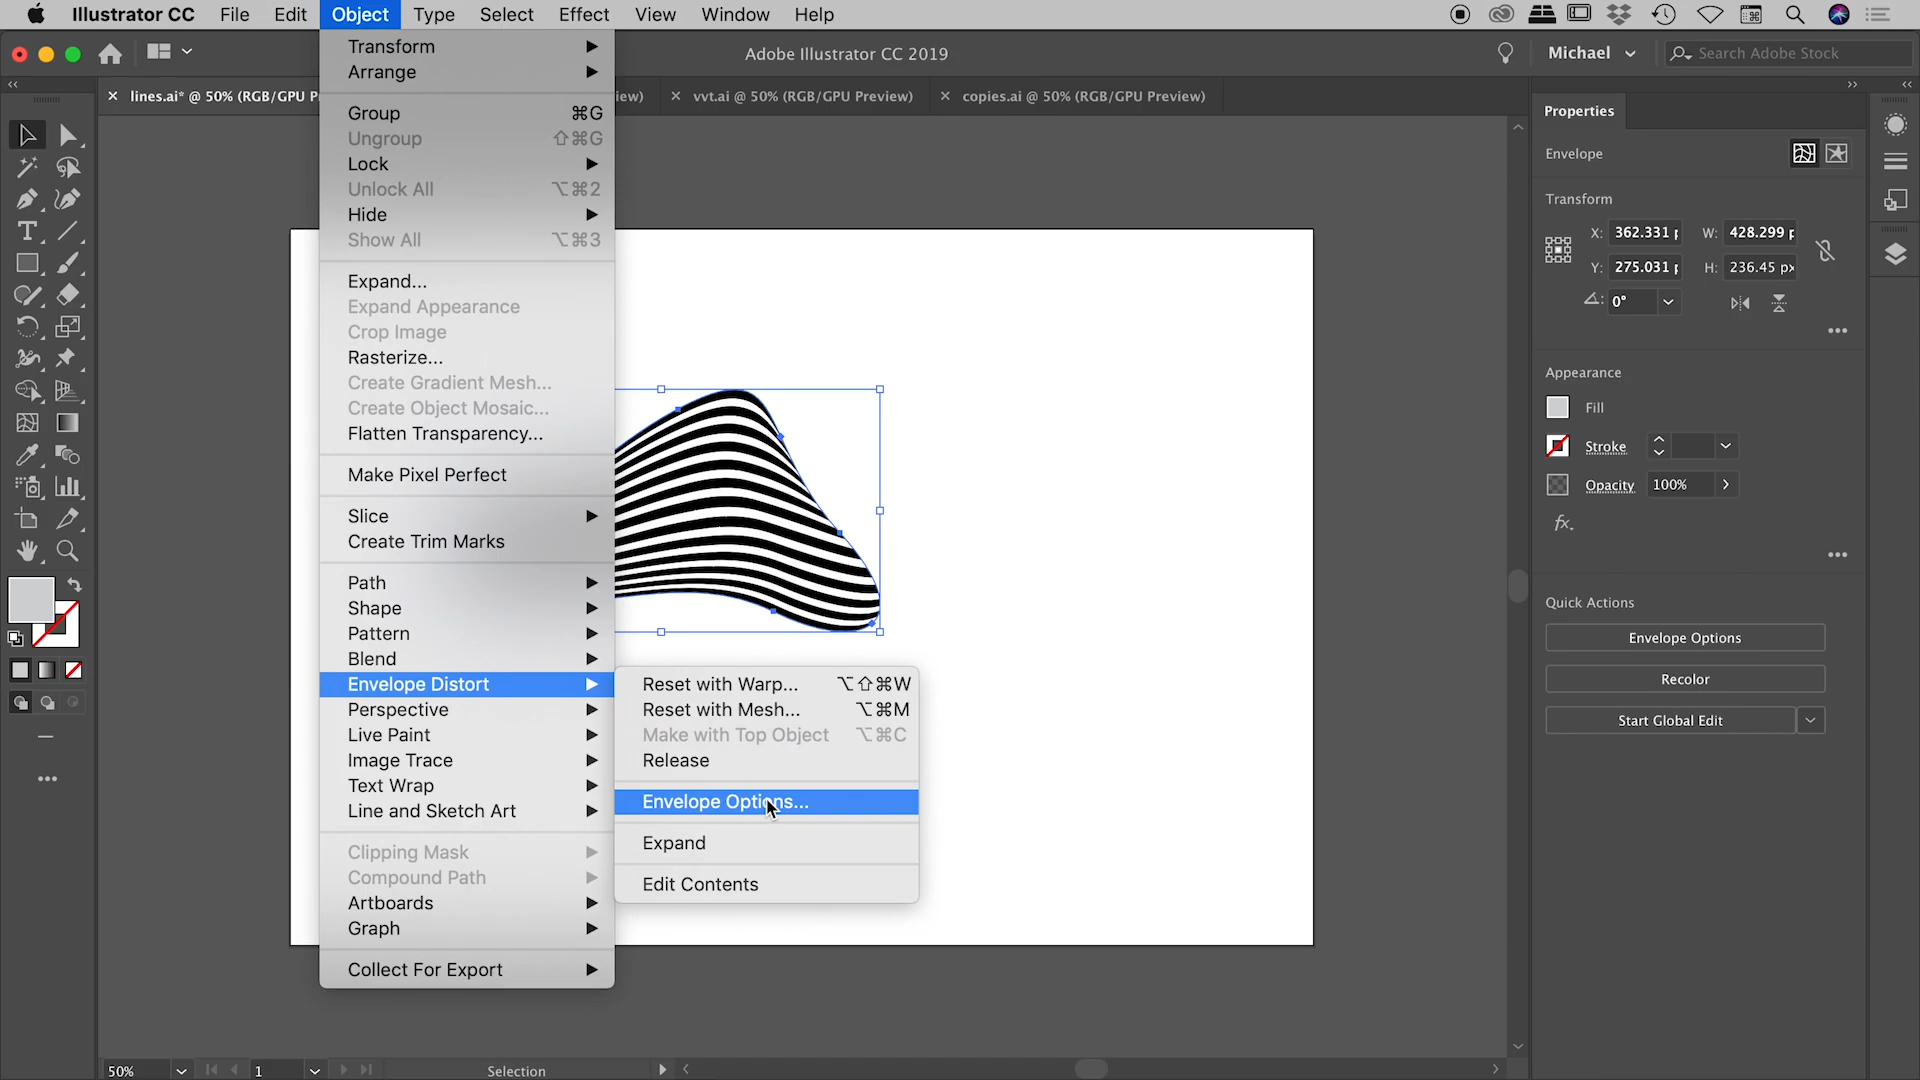 Illustrator CC File Edit Object Type Select Effect View Window Help
Adobe Illustrator CC 2019
Michael
Search Adobe Stock
lines.ai* @ 50% (RGB/GPU P
iew)
vvt.ai @ 50% (RGB/GPU Preview)
copies.ai @ 50% (RGB/GPU Preview)
Transform
Arrange
Group ⌘G
Ungroup ⇧⌘G
Lock
Unlock All ⌥⌘2
Hide
Show All ⌥⌘3
Expand...
Expand Appearance
Crop Image
Rasterize...
Create Gradient Mesh...
Create Object Mosaic...
Flatten Transparency...
Make Pixel Perfect
Slice
Create Trim Marks
Path
Shape
Pattern
Blend
Envelope Distort
Perspective
Live Paint
Image Trace
Text Wrap
Line and Sketch Art
Clipping Mask
Compound Path
Artboards
Graph
Collect For Export
Reset with Warp... ⌥⇧⌘W
Reset with Mesh... ⌥⌘M
Make with Top Object ⌥⌘C
Release
Envelope Options...
Expand
Edit Contents
Properties
Envelope
Transform
X: 362.331 p W: 428.299 p
Y: 275.031 p H: 236.45 px
0°
Appearance
Fill
Stroke
Opacity 100%
fx.
Quick Actions
Envelope Options
Recolor
Start Global Edit
50% 1 Selection